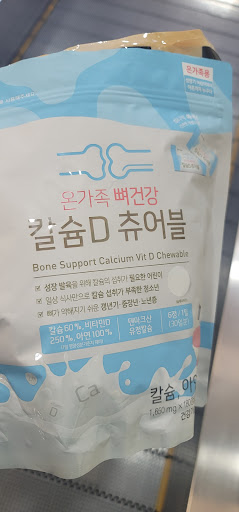 온가족용
온가족 뼈건강
칼슘D 츄어블
Bone Support Calcium Vit D Chewable
성장 발육을 위해 칼슘의 섭취가 필요한 어린이
일상 식사만으로 칼슘 섭취가 부족한 청소년
뼈가 약해지기 쉬운 갱년기·중장년·노년층
칼슘 60%, 비타민D
250%, 아연 100%
덴마크산
유청칼슘
Ca
D
칼슘, 아